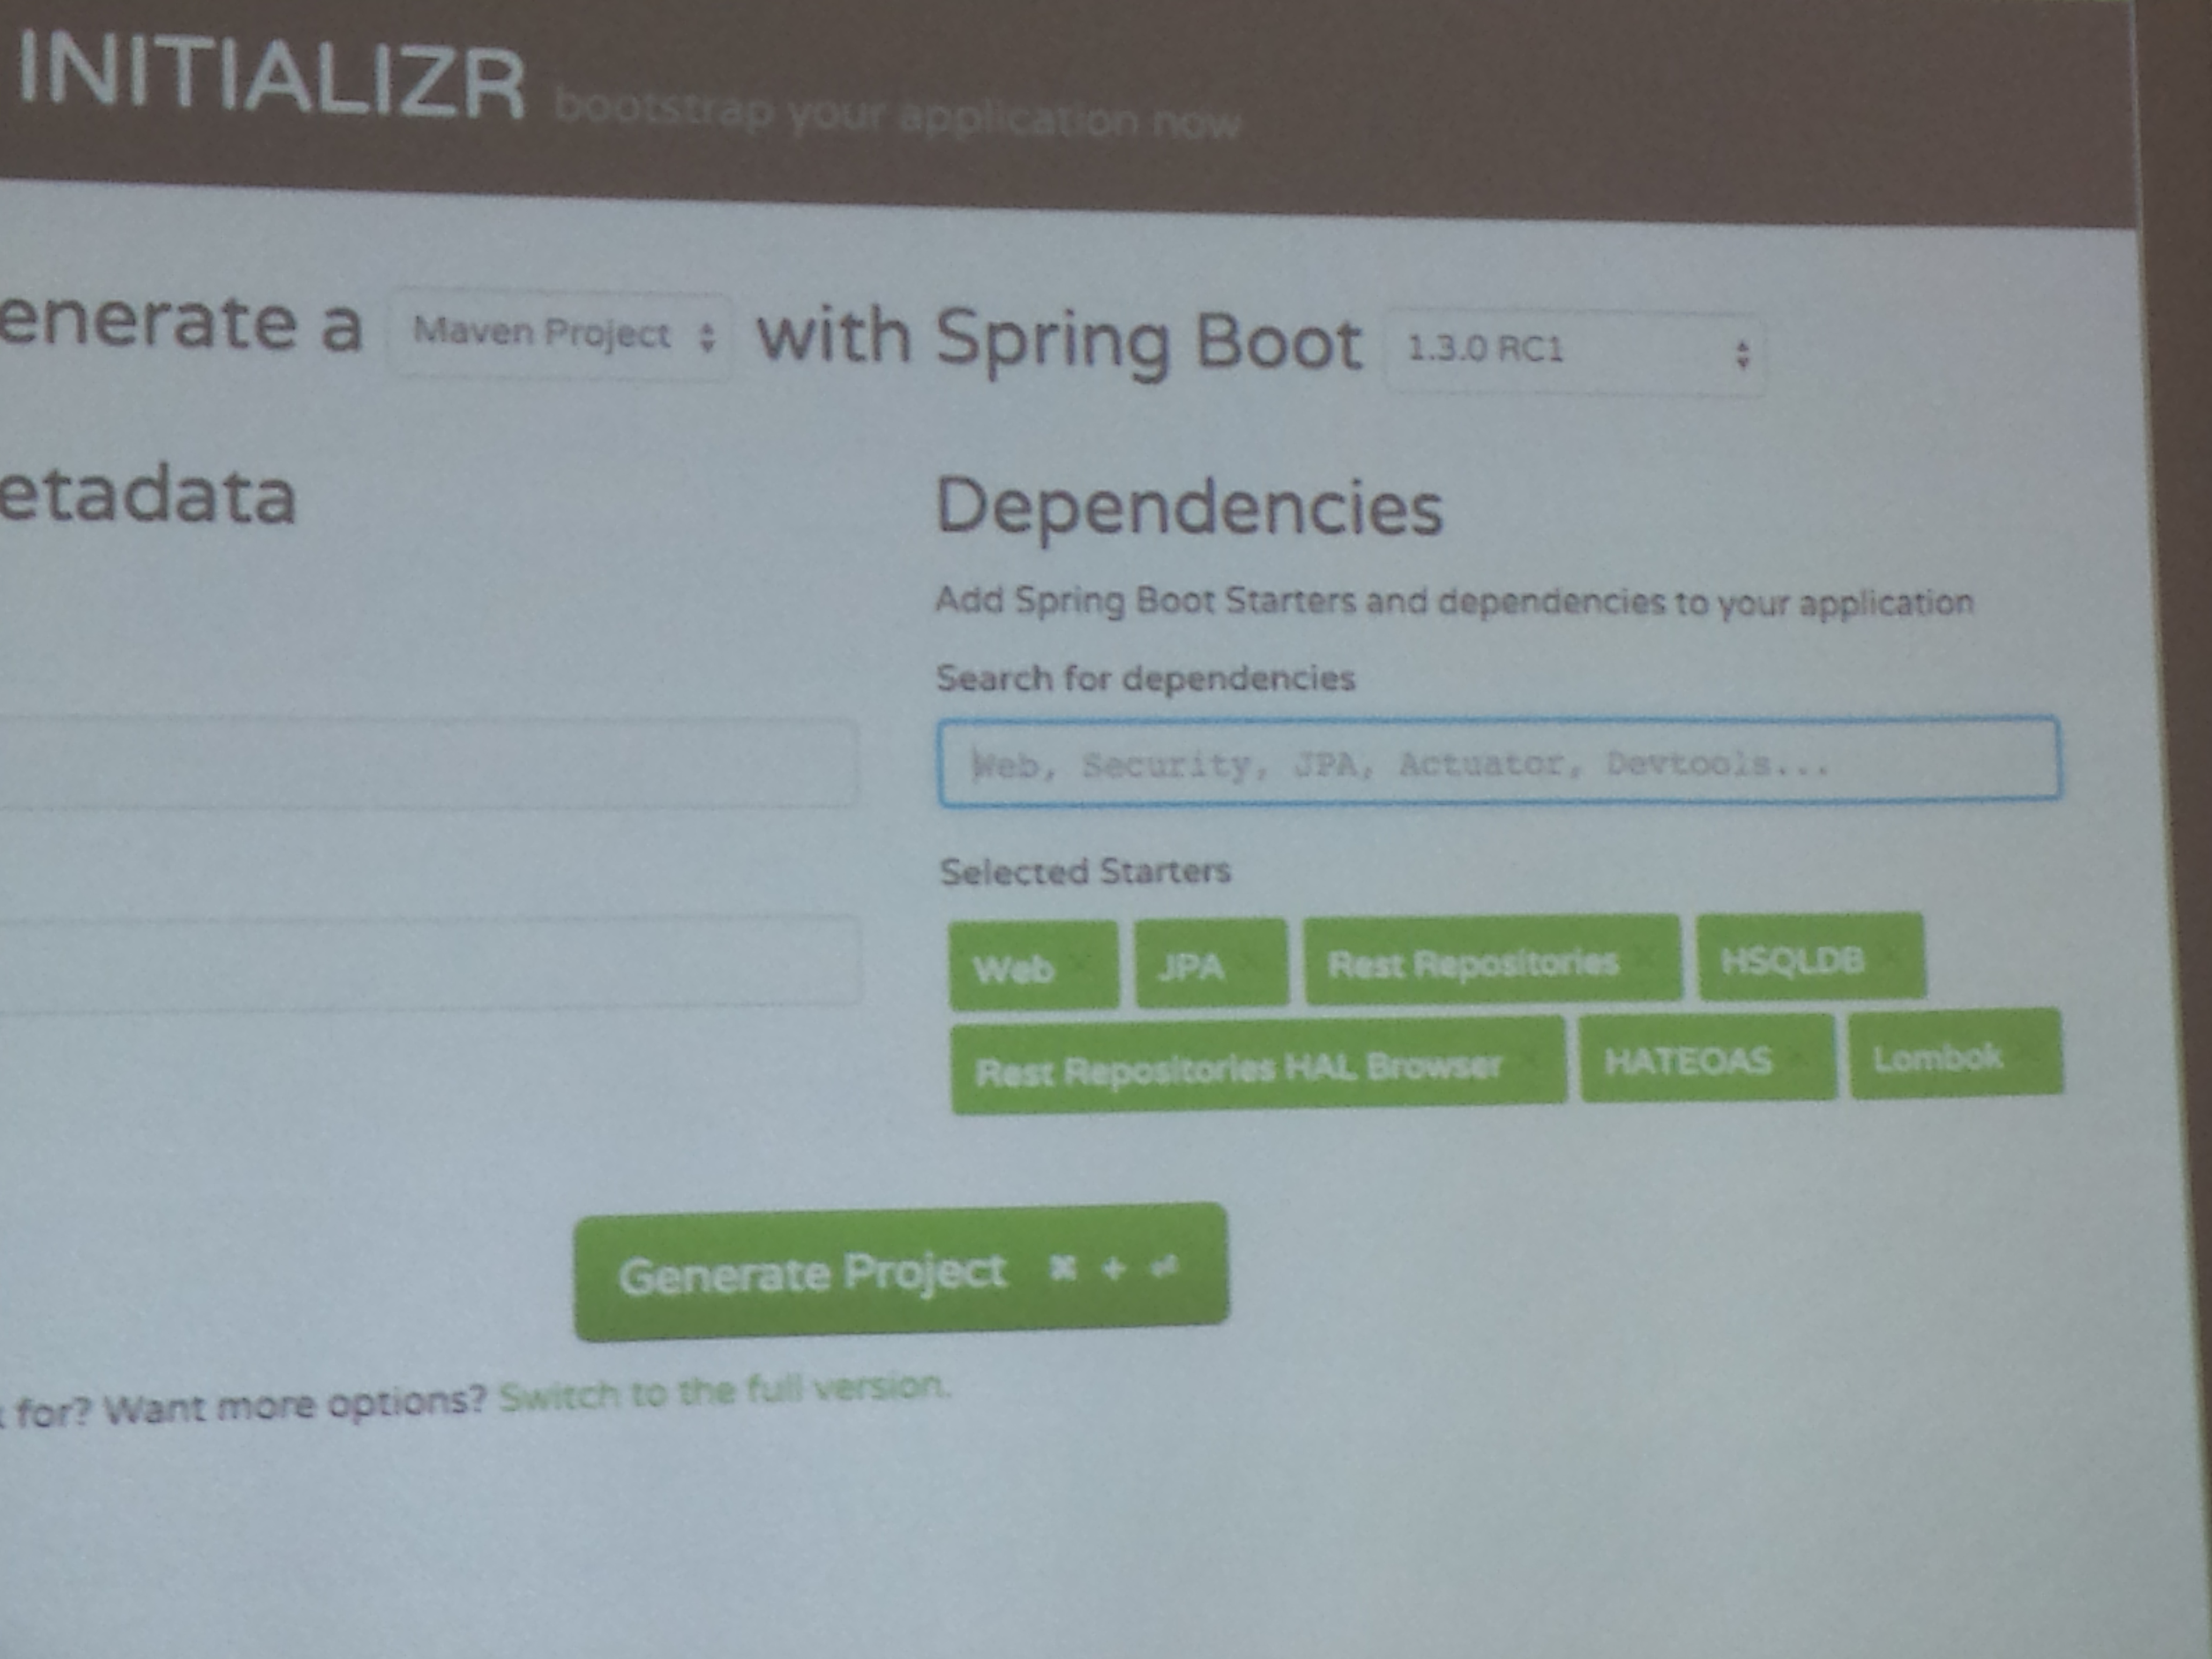 INITIALIZR bootstrap your application now
enerate a Maven Project with Spring Boot 1.3.0 RC1
etadata
Dependencies
Add Spring Boot Starters and dependencies to your application
Search for dependencies
Web, Security, JPA, Actuator, Devtools...
Selected Starters
Web × JPA Rest Repositories × HSQLDB ×
Rest Repositories HAL Browser × HATEOAS × Lombok
Generate Project ⌘ + ⏎
for? Want more options? Switch to the full version.